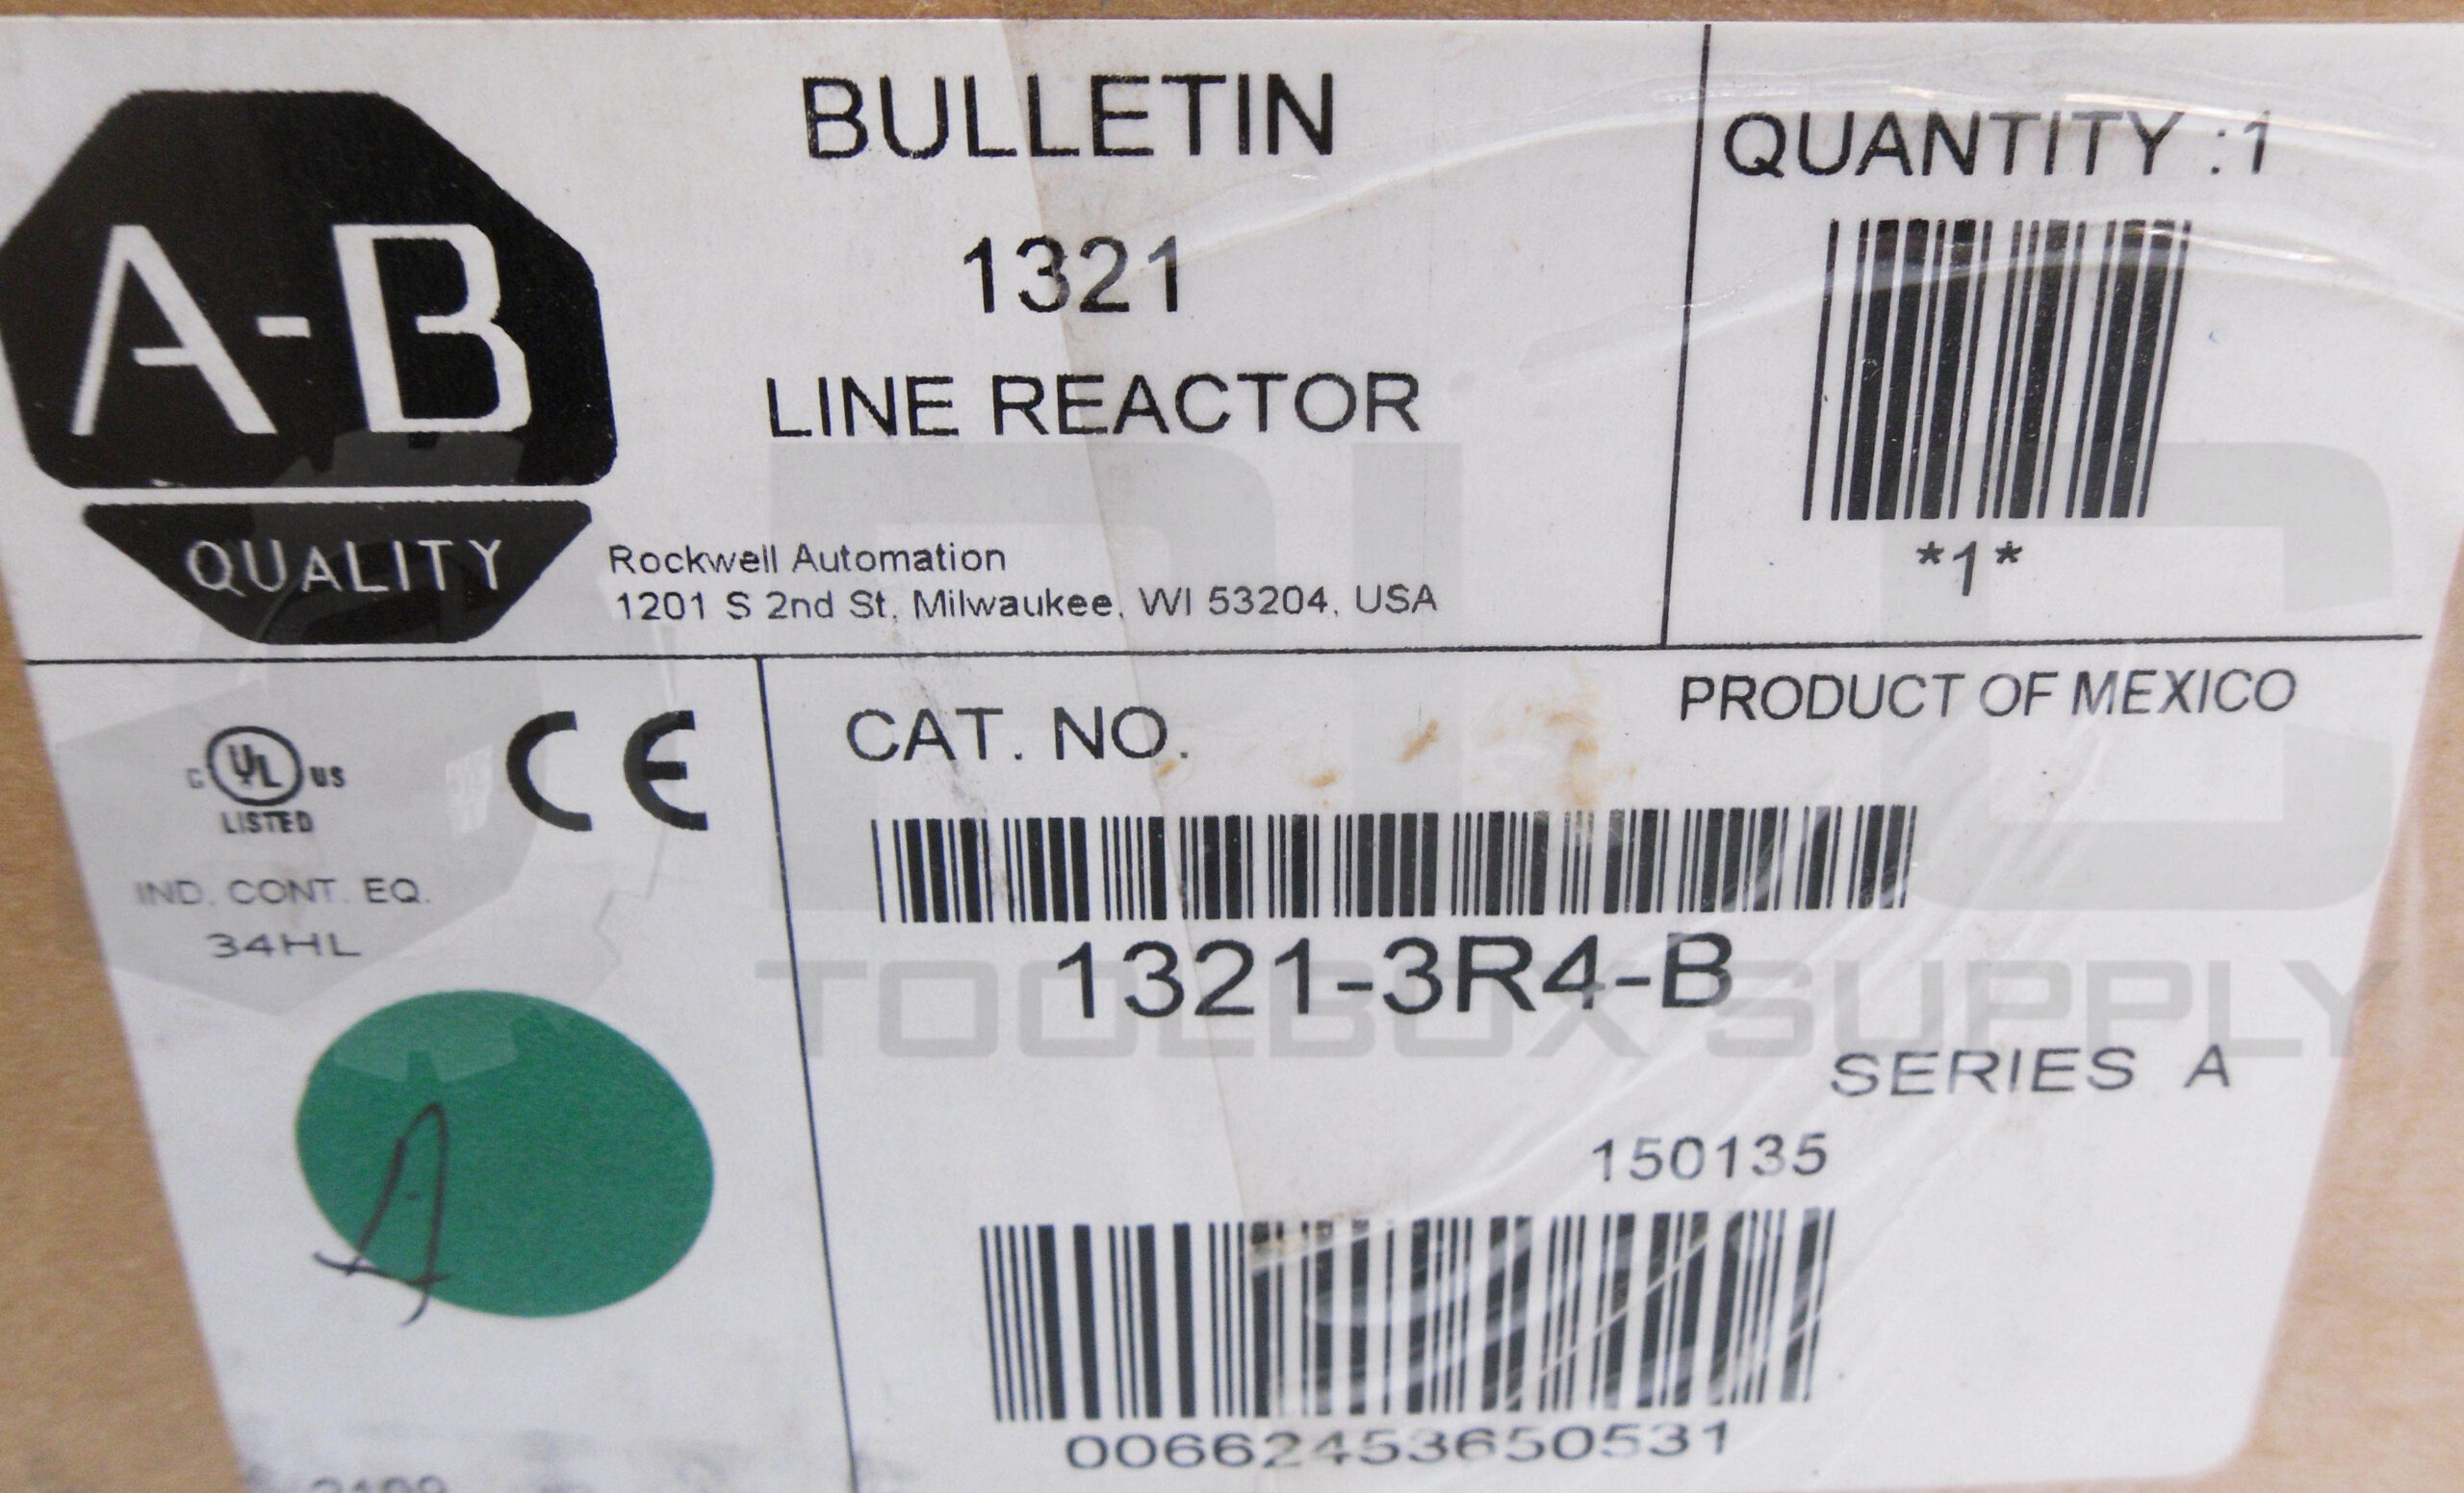 A-B
QUALITY
BULLETIN
1321
LINE REACTOR
Rockwell Automation
1201 S 2nd St, Milwaukee, WI 53204, USA
QUANTITY :1
*1*
C UL US
LISTED
CE
IND. CONT. EQ.
34HL
A
CAT. NO.
PRODUCT OF MEXICO
1321-3R4-B
SERIES A
150135
00662453650531
TOOLBOX SUPPLY